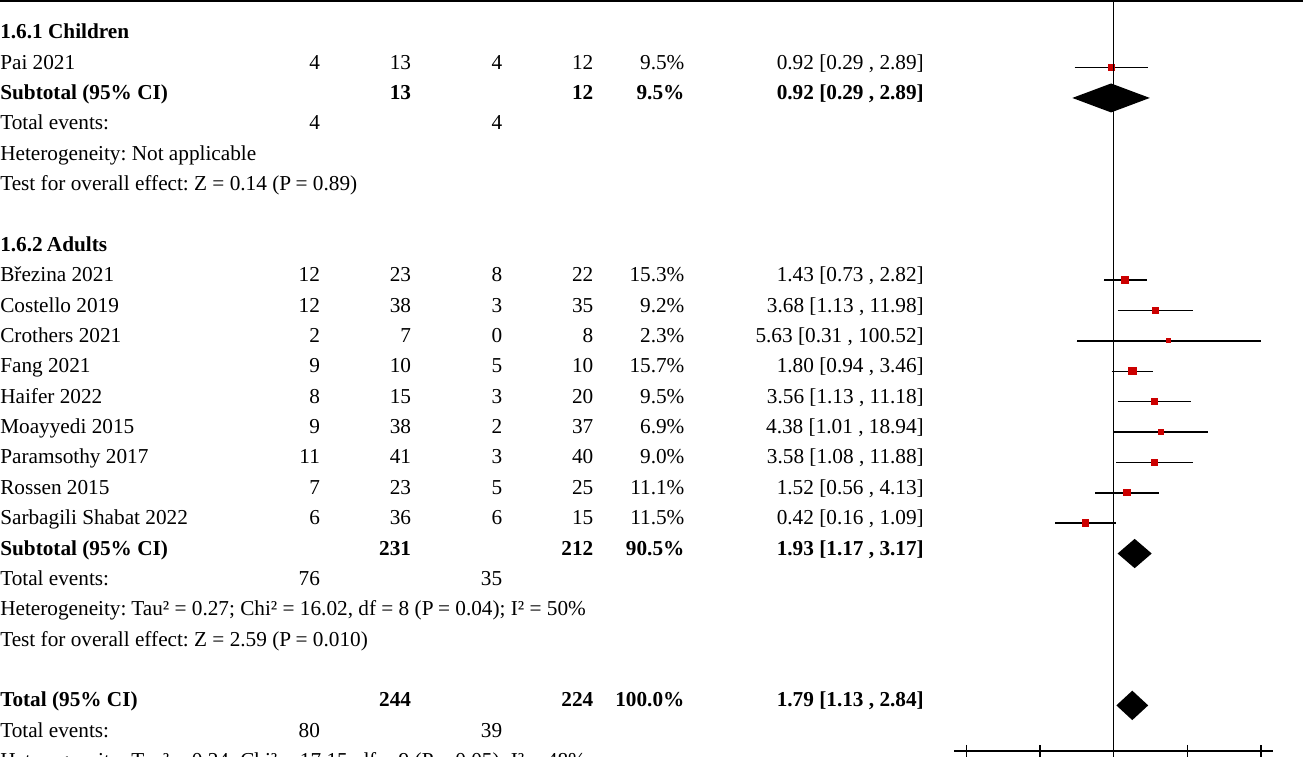 1.6.1 Children
Pai 2021 4 13 4 12 9.5% 0.92 [0.29 , 2.89]
Subtotal (95% CI) 13 12 9.5% 0.92 [0.29 , 2.89]
Total events: 4 4
Heterogeneity: Not applicable
Test for overall effect: Z = 0.14 (P = 0.89)
1.6.2 Adults
Březina 2021 12 23 8 22 15.3% 1.43 [0.73 , 2.82]
Costello 2019 12 38 3 35 9.2% 3.68 [1.13 , 11.98]
Crothers 2021 2 7 0 8 2.3% 5.63 [0.31 , 100.52]
Fang 2021 9 10 5 10 15.7% 1.80 [0.94 , 3.46]
Haifer 2022 8 15 3 20 9.5% 3.56 [1.13 , 11.18]
Moayyedi 2015 9 38 2 37 6.9% 4.38 [1.01 , 18.94]
Paramsothy 2017 11 41 3 40 9.0% 3.58 [1.08 , 11.88]
Rossen 2015 7 23 5 25 11.1% 1.52 [0.56 , 4.13]
Sarbagili Shabat 2022 6 36 6 15 11.5% 0.42 [0.16 , 1.09]
Subtotal (95% CI) 231 212 90.5% 1.93 [1.17 , 3.17]
Total events: 76 35
Heterogeneity: Tau² = 0.27; Chi² = 16.02, df = 8 (P = 0.04); I² = 50%
Test for overall effect: Z = 2.59 (P = 0.010)
Total (95% CI) 244 224 100.0% 1.79 [1.13 , 2.84]
Total events: 80 39